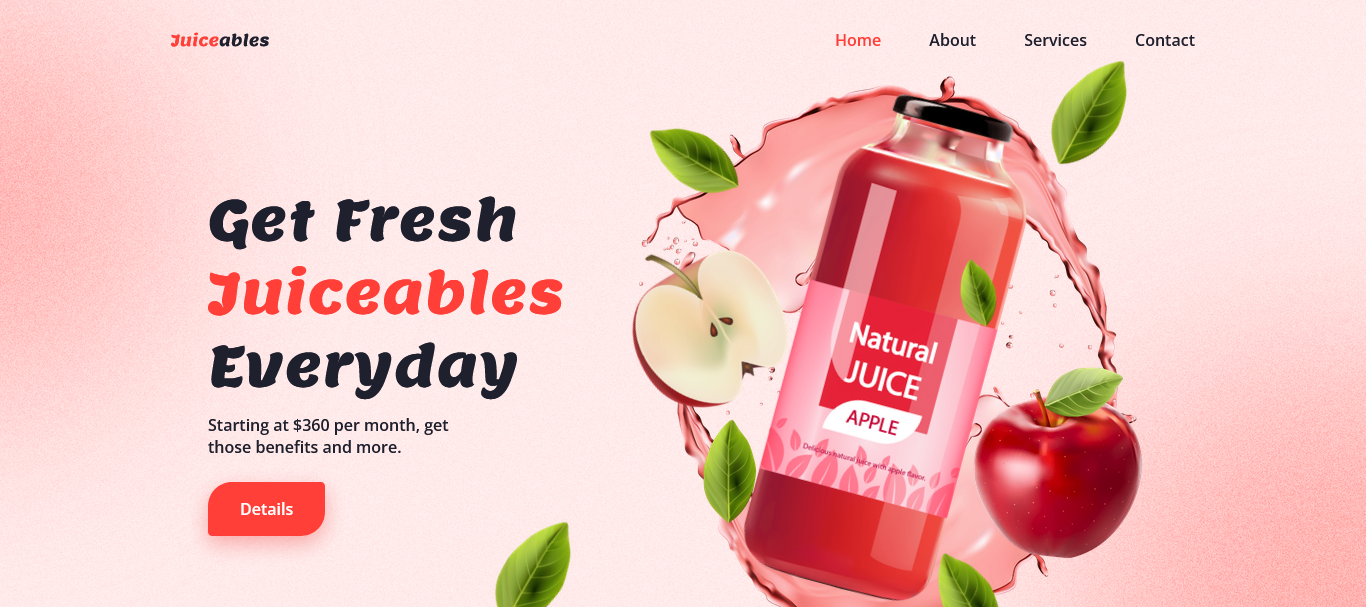 Juiceables
Home
About
Services
Contact
Get Fresh
Juiceables
Everyday
Starting at $360 per month, get
those benefits and more.
Details
Natural
JUICE
APPLE
Delicious natural juice with apple flavor.